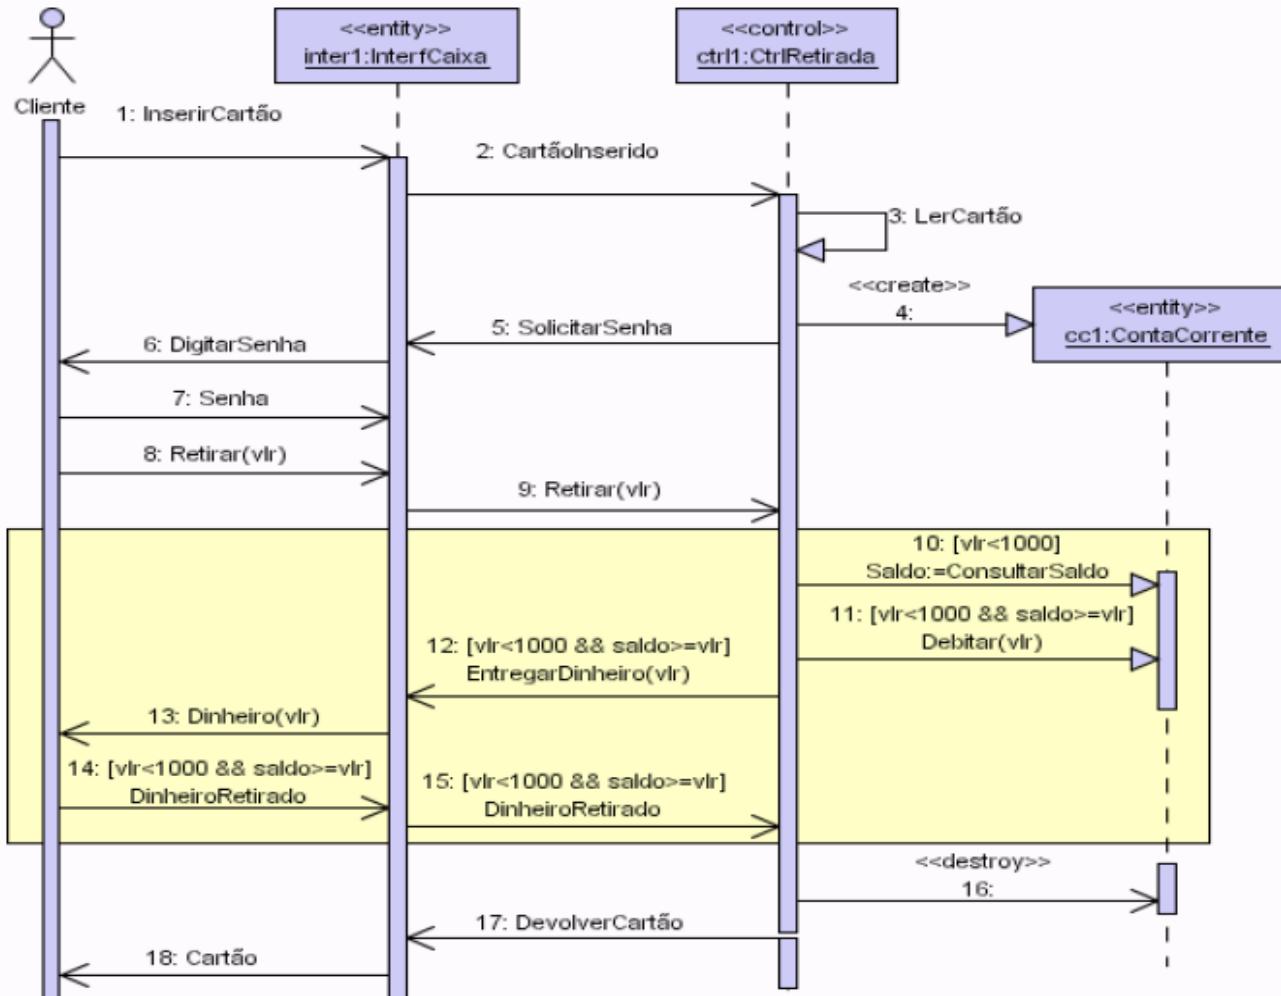 <<entity>>
inter1:InterfCaixa
<<control>>
ctrl1:CtrlRetirada
Cliente
1: InserirCartão
2: CartãoInserido
3: LerCartão
<<create>>
4:
<<entity>>
cc1:ContaCorrente
5: SolicitarSenha
6: DigitarSenha
7: Senha
8: Retirar(vlr)
9: Retirar(vlr)
10: [vlr<1000]
Saldo:=ConsultarSaldo
11: [vlr<1000 && saldo>=vlr]
Debitar(vlr)
12: [vlr<1000 && saldo>=vlr]
EntregarDinheiro(vlr)
13: Dinheiro(vlr)
14: [vlr<1000 && saldo>=vlr]
DinheiroRetirado
15: [vlr<1000 && saldo>=vlr]
DinheiroRetirado
<<destroy>>
16:
17: DevolverCartão
18: Cartão